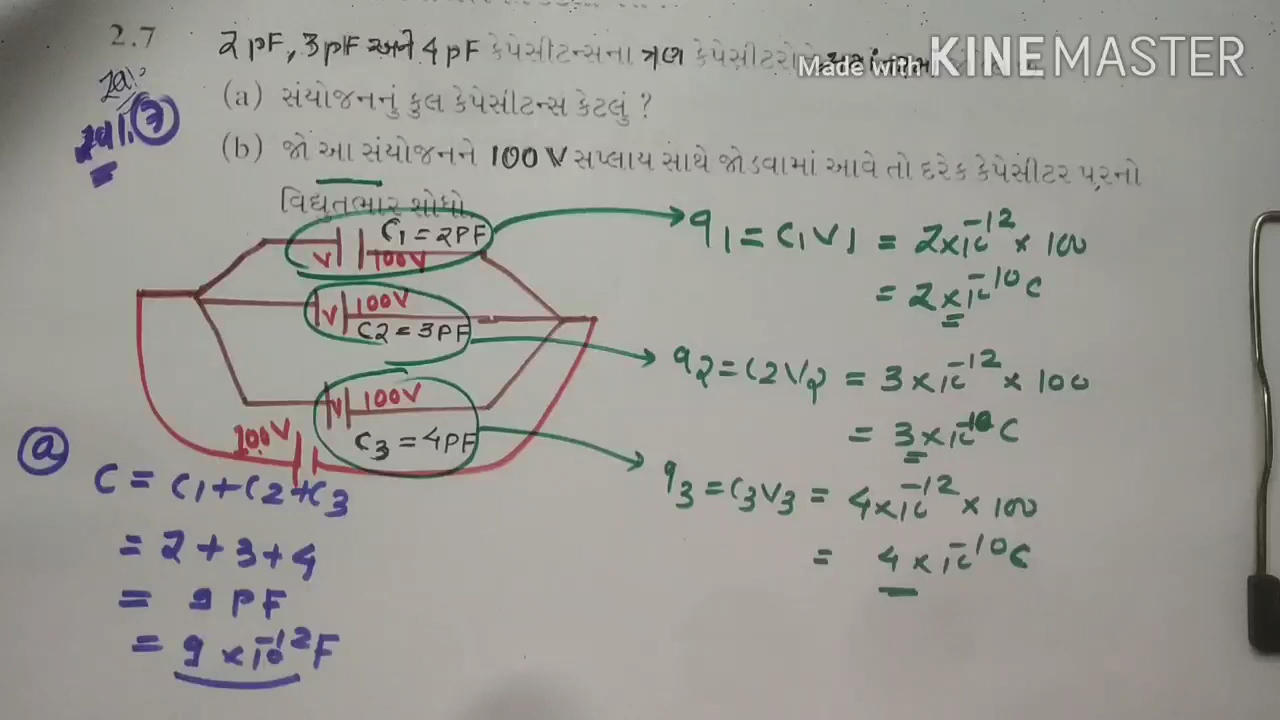 2.7 2 pF, 3 pF અને 4 pF કેપેસીટન્સના ત્રણ કેપેસીટરો
Made with KINEMASTER
(a) સંયોજનનું કુલ કેપેસીટન્સ કેટલું ?
(b) જો આ સંયોજનને 100 V સપ્લાય સાથે જોડવામાં આવે તો દરેક કેપેસીટર પરનો
વિદ્યુતભાર શોધો.
C1 = 2PF
V 100V
100V
V
C2 = 3PF
V 100V
C3 = 4PF
100V
q1 = C1V1 = 2×10^-12 × 100
= 2×10^-10 C
q2 = C2V2 = 3×10^-12 × 100
= 3×10^-10 C
q3 = C3V3 = 4×10^-12 × 100
= 4×10^-10 C
a
C = C1+C2+C3
= 2+3+4
= 9 PF
= 9 ×10^-12 F